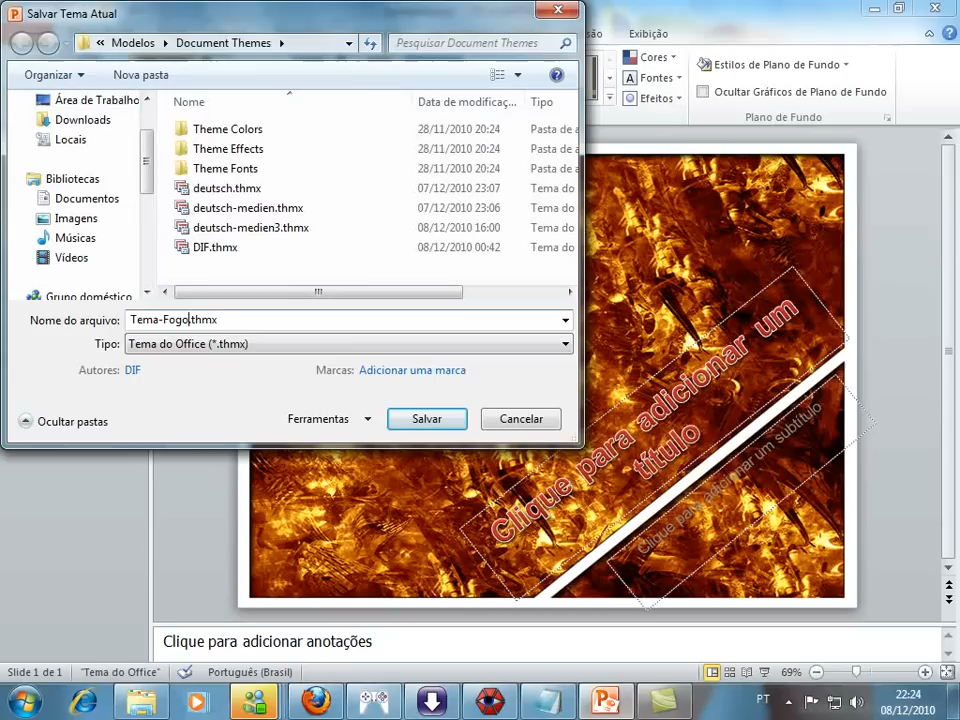 Salvar Tema Atual
« Modelos Document Themes
Pesquisar Document Themes
Organizar
Nova pasta
Área de Trabalho
Downloads
Locais
Bibliotecas
Documentos
Imagens
Músicas
Vídeos
Grupo doméstico
Nome Data de modificaç... Tipo
Theme Colors 28/11/2010 20:24 Pasta de a
Theme Effects 28/11/2010 20:24 Pasta de a
Theme Fonts 28/11/2010 20:24 Pasta de a
deutsch.thmx 07/12/2010 23:07 Tema do
deutsch-medien.thmx 07/12/2010 23:06 Tema do
deutsch-medien3.thmx 08/12/2010 16:00 Tema do
DIF.thmx 08/12/2010 00:42 Tema do
Nome do arquivo: Tema-Fogo.thmx
Tipo: Tema do Office (*.thmx)
Autores: DIF
Marcas: Adicionar uma marca
Ocultar pastas
Ferramentas
Salvar
Cancelar
são
Exibição
Cores
Fontes
Efeitos
Estilos de Plano de Fundo
Ocultar Gráficos de Plano de Fundo
Plano de Fundo
Clique para adicionar um
título
Clique para adicionar um subtítulo
Clique para adicionar anotações
Slide 1 de 1
"Tema do Office"
Português (Brasil)
69%
PT
22:24
08/12/2010